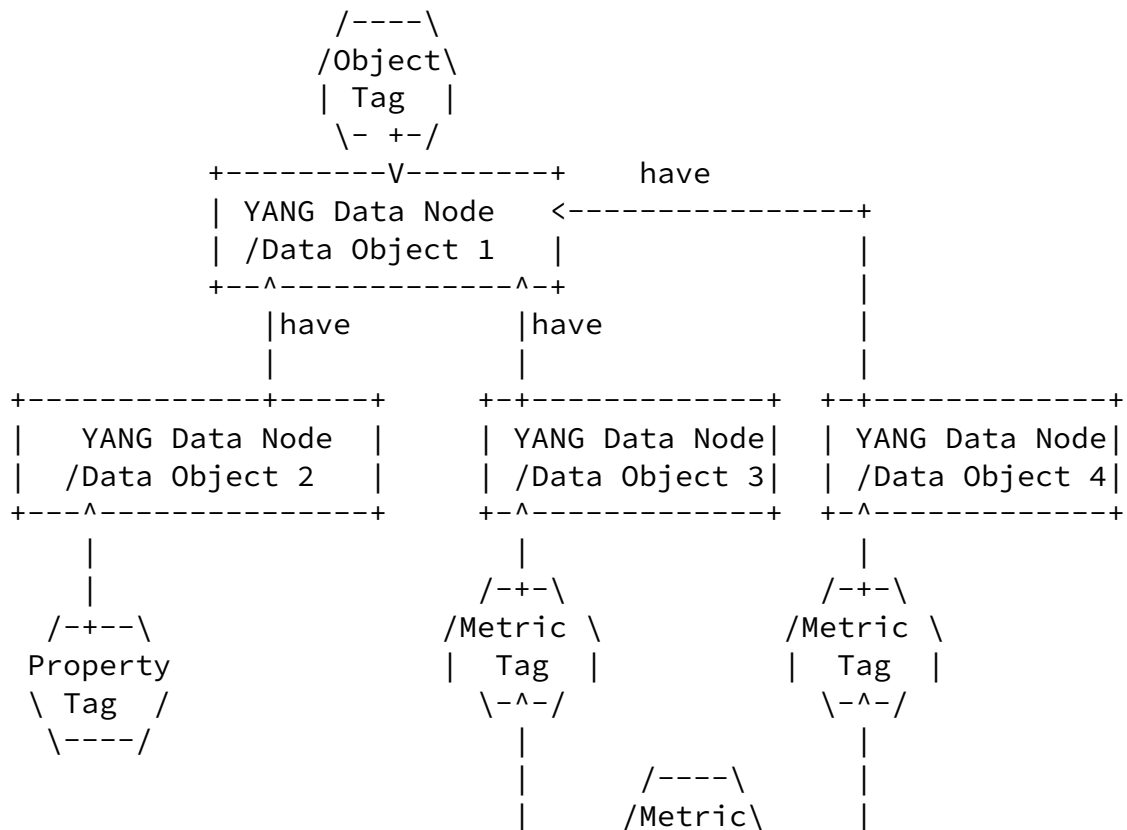 /----\
/Object\
| Tag |
\- +-/
+---------V--------+ have
| YANG Data Node <----------------+
| /Data Object 1 | |
+--^-------------^-+ |
|have |have |
| | |
+-------------+-----+ +-+-------------+ +-+-------------+
| YANG Data Node | | YANG Data Node| | YANG Data Node|
| /Data Object 2 | | /Data Object 3| | /Data Object 4|
+---^---------------+ +-^-------------+ +-^-------------+
| | |
| /-+-\ /-+-\
/-+--\ /Metric \ /Metric \
Property | Tag | | Tag |
\ Tag / \-^-/ \-^-/
\----/ | |
| /----\ |
| /Metric\ |